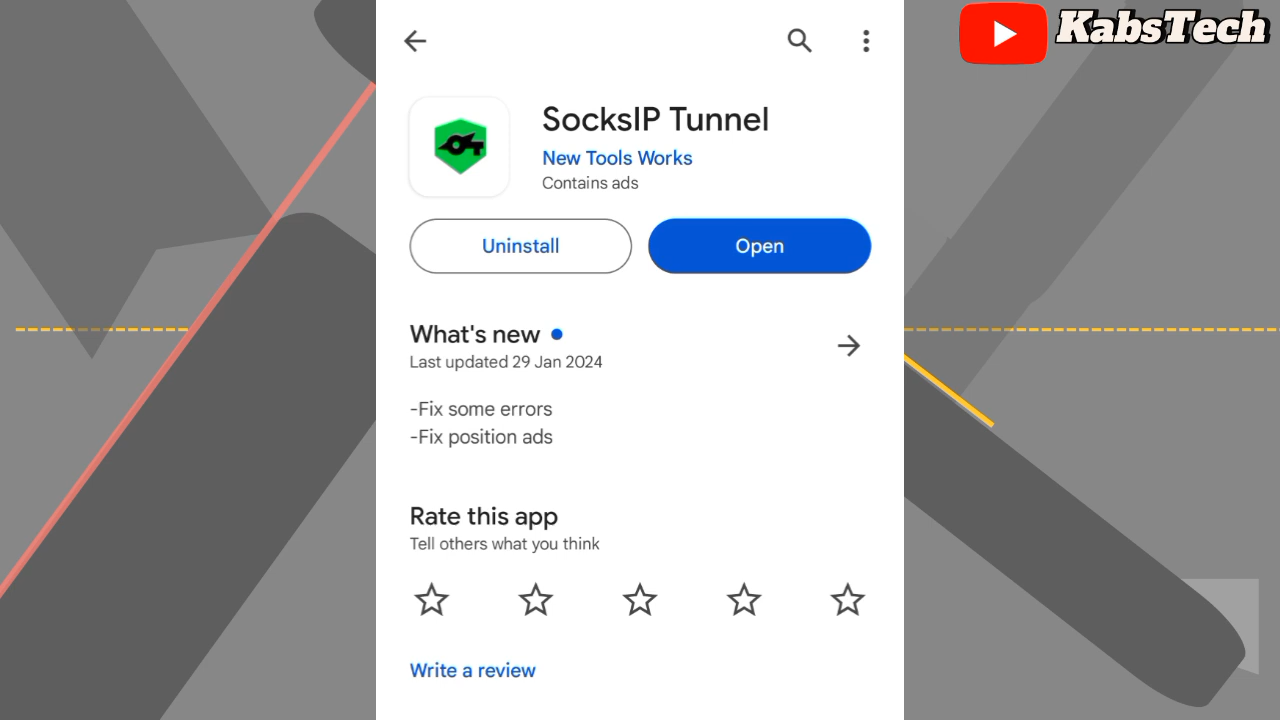 KabsTech
SocksIP Tunnel
New Tools Works
Contains ads
Uninstall
Open
What's new
Last updated 29 Jan 2024
-Fix some errors
-Fix position ads
Rate this app
Tell others what you think
Write a review